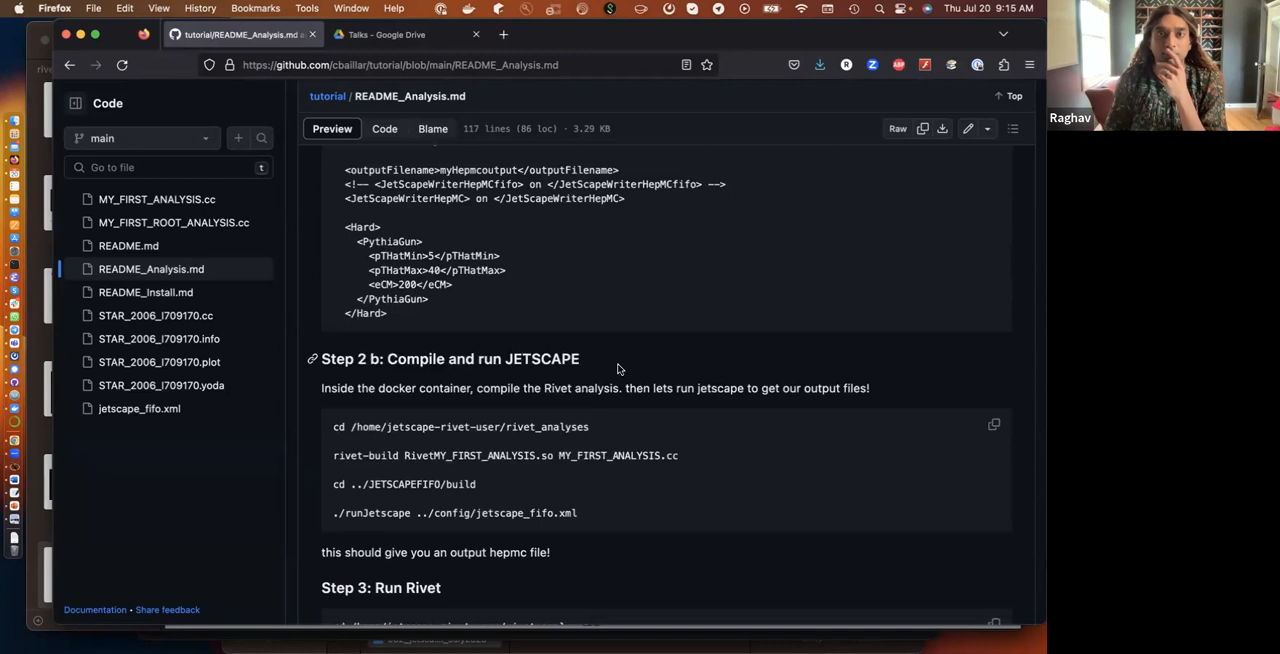 Firefox File Edit View History Bookmarks Tools Window Help
Thu Jul 20 9:15 AM
tutorial/README_Analysis.md a
Talks - Google Drive
https://github.com/cbaillar/tutorial/blob/main/README_Analysis.md
Code
tutorial / README_Analysis.md
Top
main
Preview Code Blame 117 lines (86 loc) · 3.29 KB
Raw
Go to file
t
MY_FIRST_ANALYSIS.cc
MY_FIRST_ROOT_ANALYSIS.cc
README.md
README_Analysis.md
README_Install.md
STAR_2006_I709170.cc
STAR_2006_I709170.info
STAR_2006_I709170.plot
STAR_2006_I709170.yoda
jetscape_fifo.xml
Documentation • Share feedback
<outputFilename>myHepmcoutput</outputFilename>
<!-- <JetScapeWriterHepMCfifo> on </JetScapeWriterHepMCfifo> -->
<JetScapeWriterHepMC> on </JetScapeWriterHepMC>
<Hard>
<PythiaGun>
<pTHatMin>5</pTHatMin>
<pTHatMax>40</pTHatMax>
<eCM>200</eCM>
</PythiaGun>
</Hard>
Step 2 b: Compile and run JETSCAPE
Inside the docker container, compile the Rivet analysis. then lets run jetscape to get our output files!
cd /home/jetscape-rivet-user/rivet_analyses
rivet-build RivetMY_FIRST_ANALYSIS.so MY_FIRST_ANALYSIS.cc
cd ../JETSCAPEFIFO/build
./runJetscape ../config/jetscape_fifo.xml
this should give you an output hepmc file!
Step 3: Run Rivet
Raghav